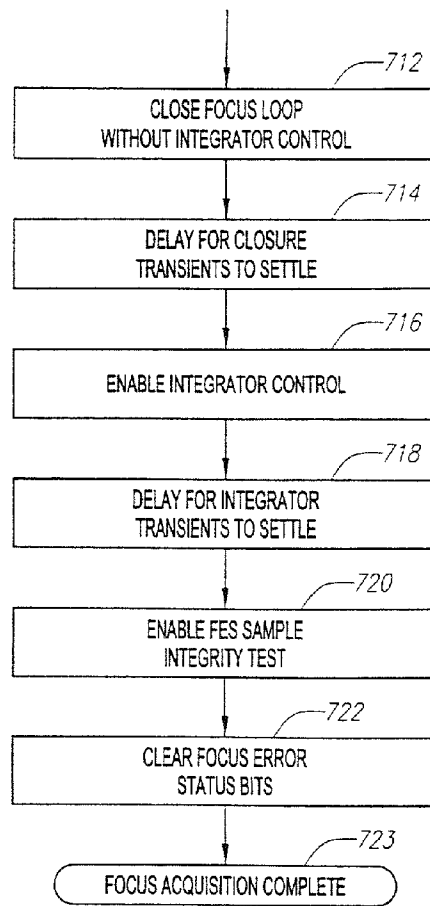 712
CLOSE FOCUS LOOP
WITHOUT INTEGRATOR CONTROL
714
DELAY FOR CLOSURE
TRANSIENTS TO SETTLE
716
ENABLE INTEGRATOR CONTROL
718
DELAY FOR INTEGRATOR
TRANSIENTS TO SETTLE
720
ENABLE FES SAMPLE
INTEGRITY TEST
722
CLEAR FOCUS ERROR
STATUS BITS
723
FOCUS ACQUISITION COMPLETE